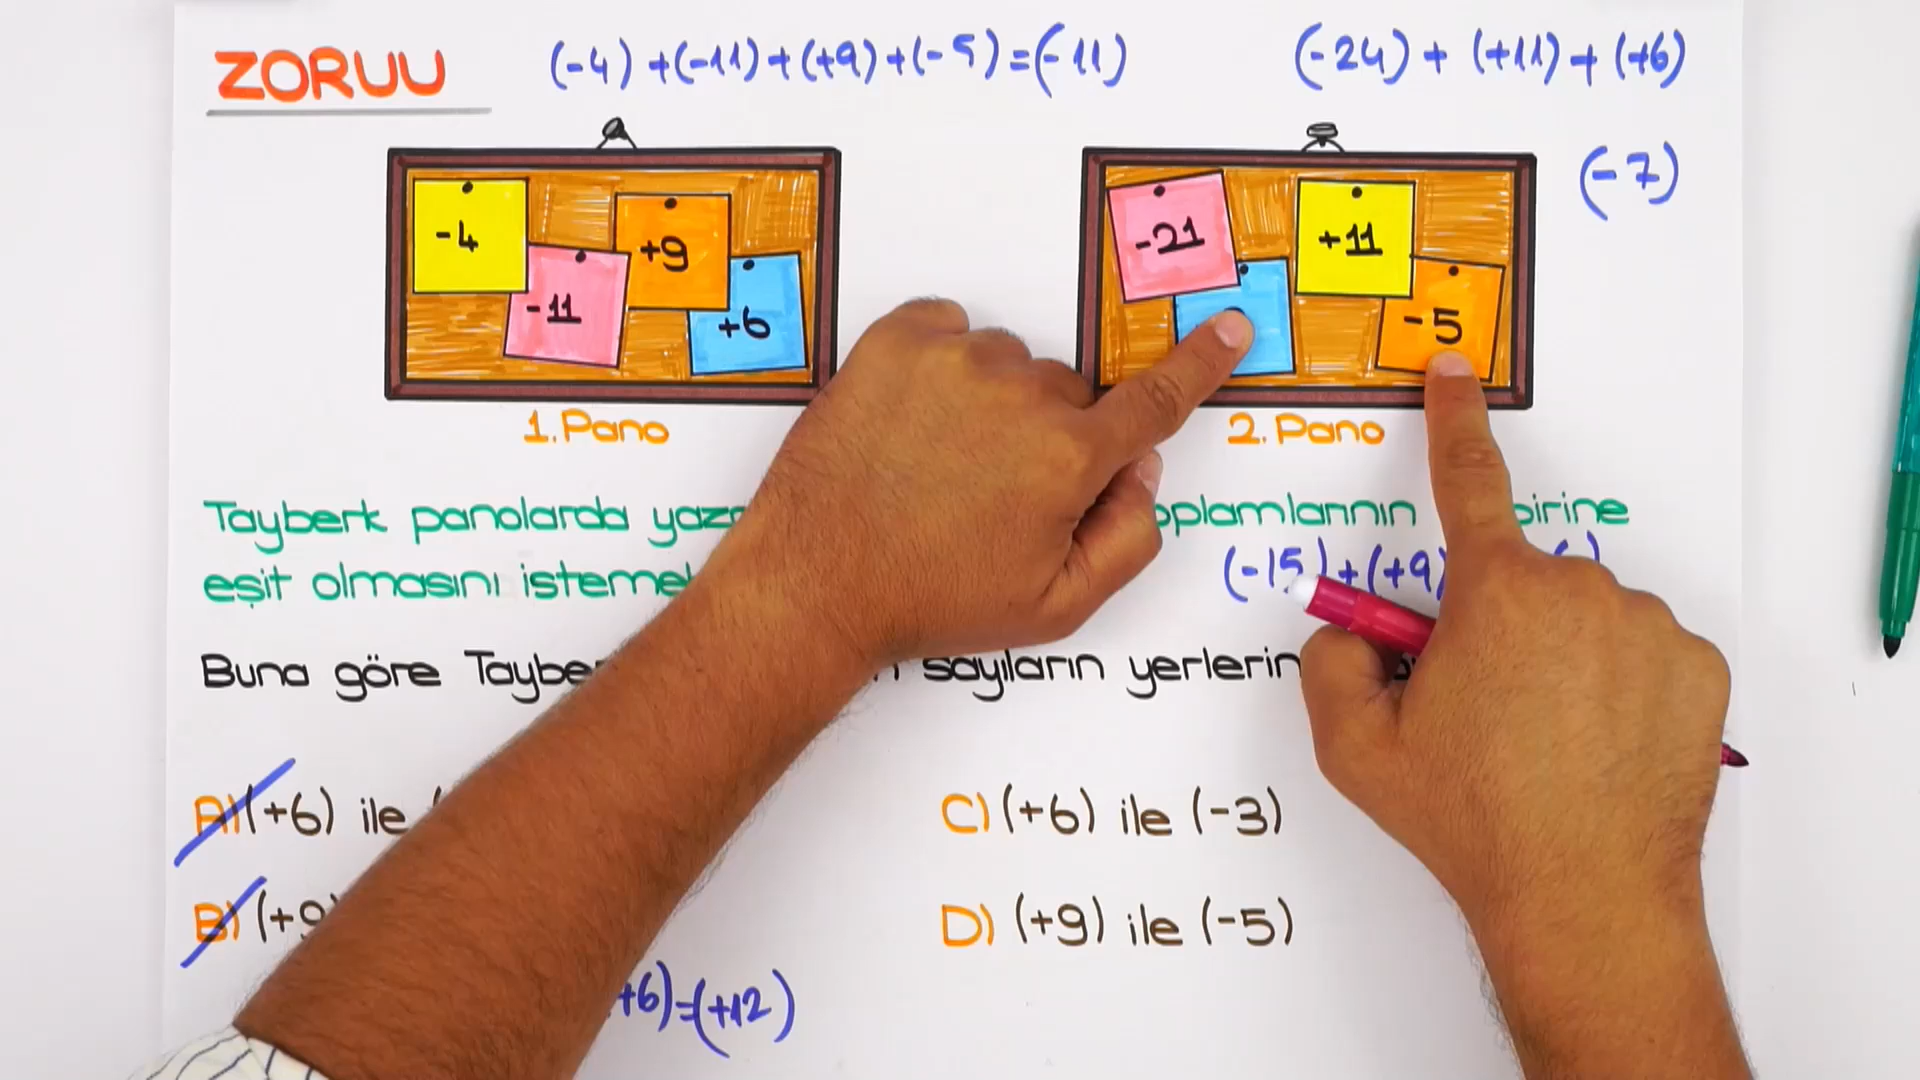 ZORUU
(-4) + (-11) + (+9) + (-5) = (-11)
(-24) + (+11) + (+6)
(-7)
-4
-11
+9
+6
-21
+11
-5
1. Pano
2. Pano
Tayberk panolarda birine
eşit olmasını
(-15) + (+9)
Buna göre sayıların
A) (+6) ile
B) (+9)
C) (+6) ile (-3)
D) (+9) ile (-5)
+6) = (+12)